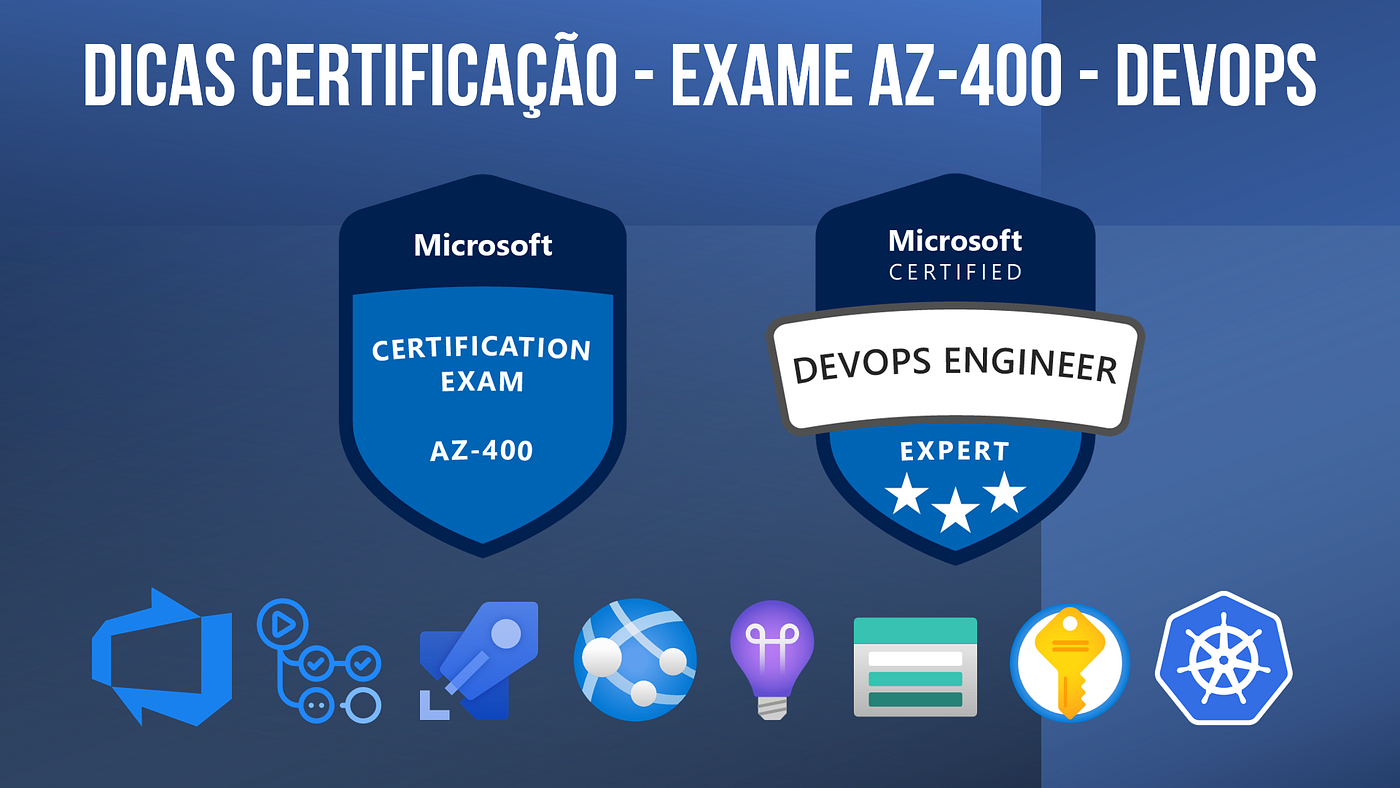 DICAS CERTIFICAÇÃO - EXAME AZ-400 - DEVOPS
Microsoft
CERTIFICATION
EXAM
AZ-400
Microsoft
CERTIFIED
DEVOPS ENGINEER
EXPERT